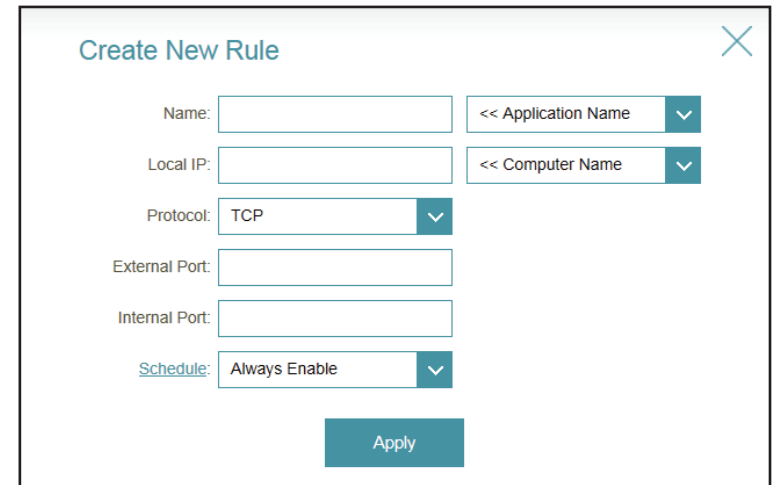 Create New Rule
Name: << Application Name
Local IP: << Computer Name
Protocol: TCP
External Port:
Internal Port:
Schedule: Always Enable
Apply